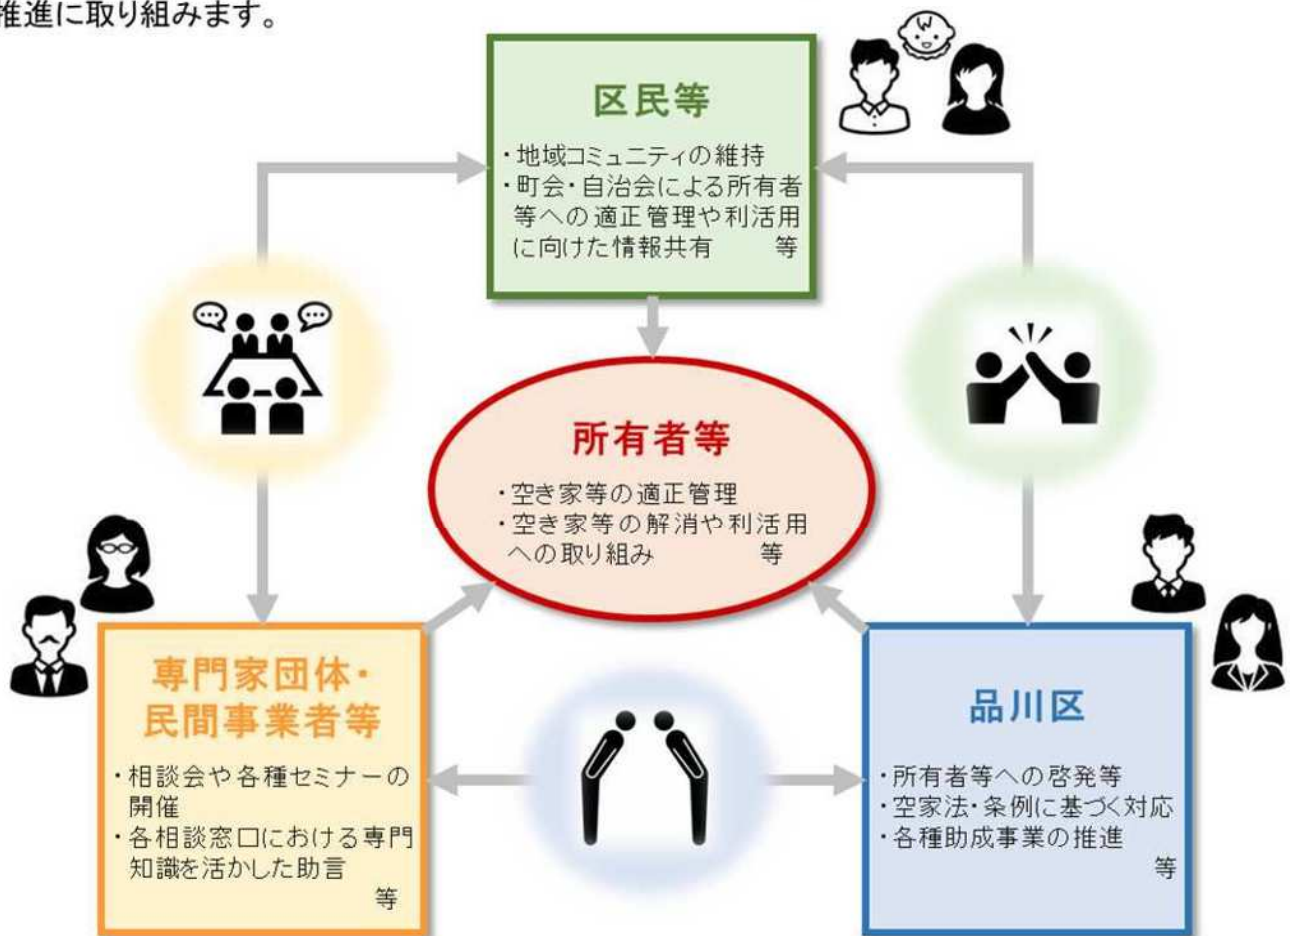 推進に取り組みます。
区民等
・地域コミュニティの維持
・町会・自治会による所有者
等への適正管理や利活用
に向けた情報共有 等
所有者等
・空き家等の適正管理
・空き家等の解消や利活用
への取り組み 等
専門家団体・
民間事業者等
・相談会や各種セミナーの
開催
・各相談窓口における専門
知識を活かした助言
等
品川区
・所有者等への啓発等
・空家法・条例に基づく対応
・各種助成事業の推進
等